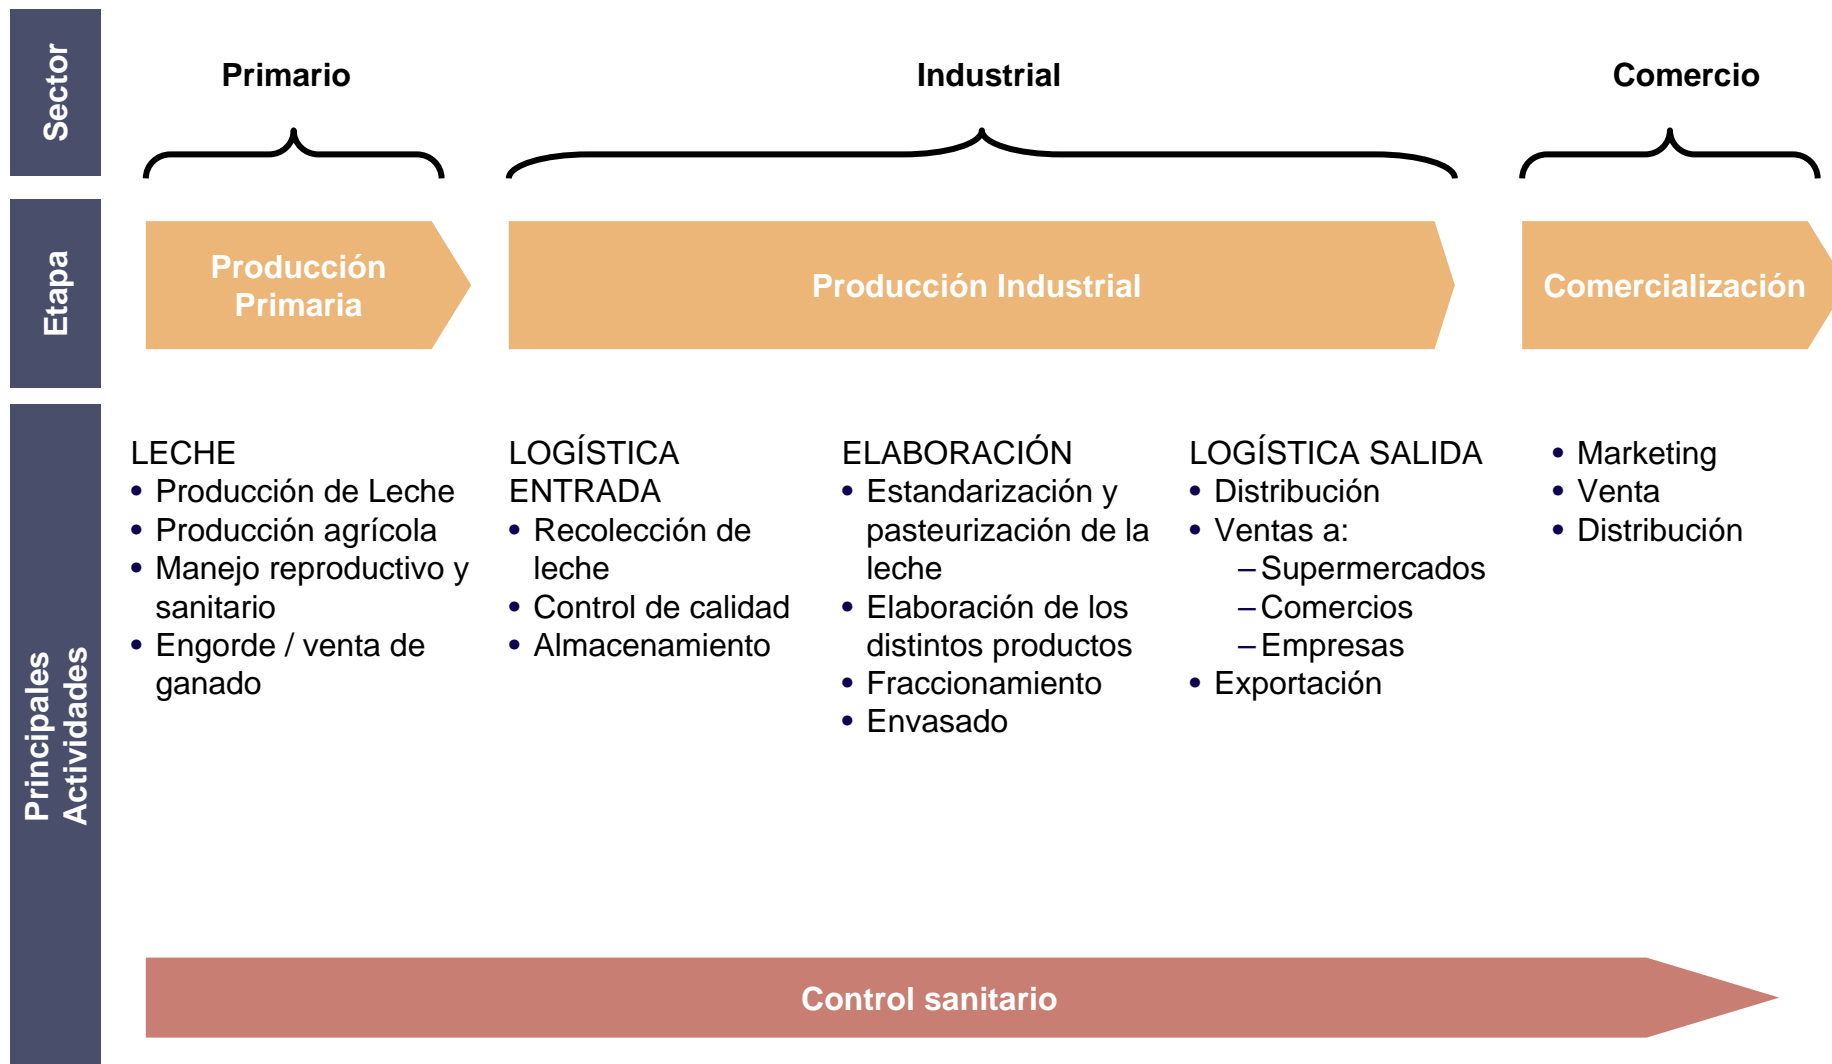 Sector
Primario
Industrial
Comercio
Etapa
Producción
Primaria
Producción Industrial
Comercialización
Principales
Actividades
LECHE
• Producción de Leche
• Producción agrícola
• Manejo reproductivo y
sanitario
• Engorde / venta de
ganado
LOGÍSTICA
ENTRADA
• Recolección de
leche
• Control de calidad
• Almacenamiento
ELABORACIÓN
• Estandarización y
pasteurización de la
leche
• Elaboración de los
distintos productos
• Fraccionamiento
• Envasado
LOGÍSTICA SALIDA
• Distribución
• Ventas a:
– Supermercados
– Comercios
– Empresas
• Exportación
• Marketing
• Venta
• Distribución
Control sanitario